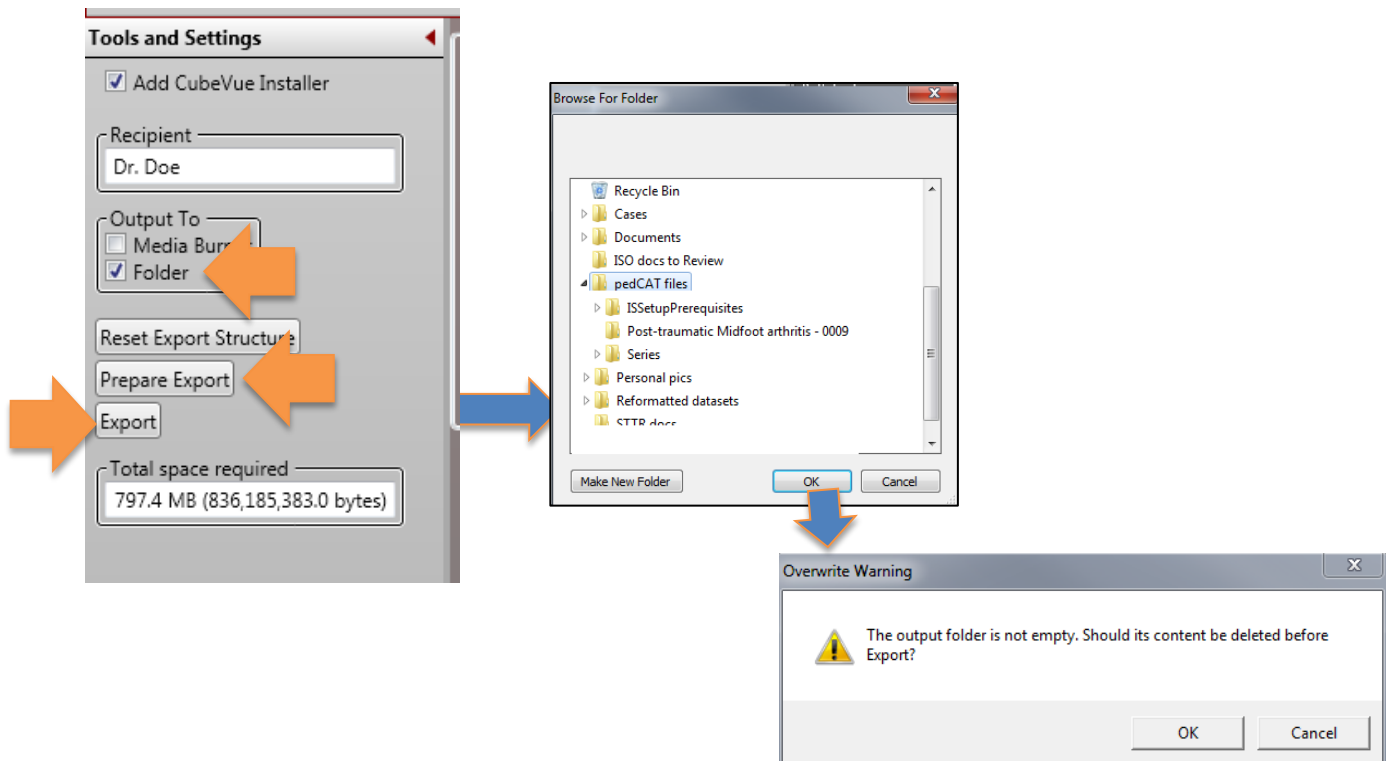 Tools and Settings
Add CubeVue Installer
Recipient
Dr. Doe
Output To
Media
Folder
Reset Export Structure
Prepare Export
Export
Total space required
797.4 MB (836,185,383.0 bytes)
Browse For Folder
Recycle Bin
Cases
Documents
ISO docs to Review
pedCAT files
ISSetupPrerequisites
Post-traumatic Midfoot arthritis - 0009
Series
Personal pics
Reformatted datasets
STTR docs
Make New Folder
OK
Cancel
Overwrite Warning
The output folder is not empty. Should its content be deleted before
Export?
OK
Cancel